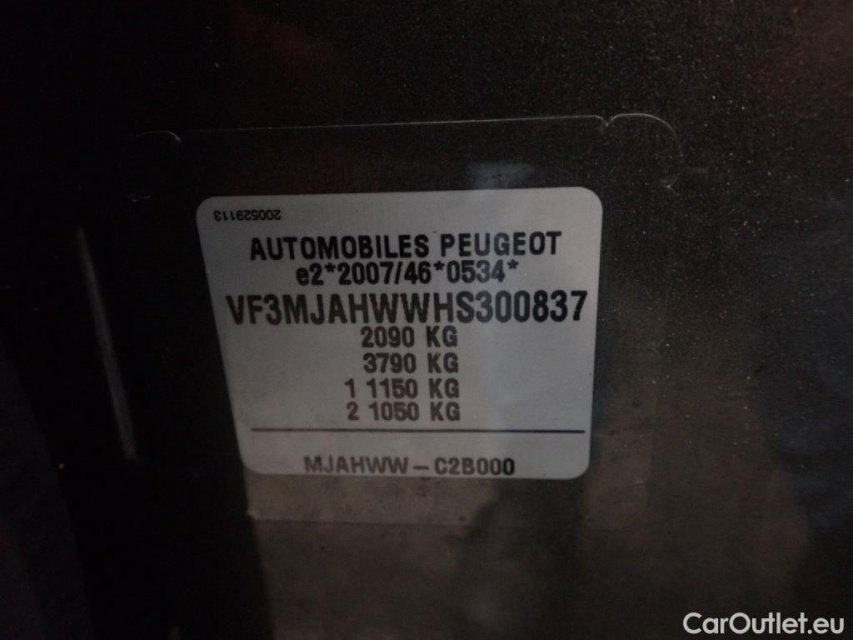 200529113
AUTOMOBILES PEUGEOT
e2*2007/46*0534*
VF3MJAHWWHS300837
2090 KG
3790 KG
1 1150 KG
2 1050 KG
MJAHWW-C2B000
CarOutlet.eu